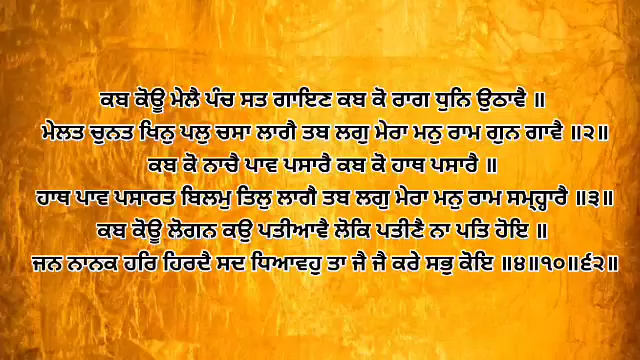 ਕਬ ਕੋਊ ਮੇਲੈ ਪੰਚ ਸਤ ਗਾਇਣ ਕਬ ਕੋ ਰਾਗ ਧੁਨਿ ਉਠਾਵੈ ॥
ਮੇਲਤ ਚੁਨਤ ਖਿਨੁ ਪਲੁ ਚਸਾ ਲਾਗੈ ਤਬ ਲਗੁ ਮੇਰਾ ਮਨੁ ਰਾਮ ਗੁਨ ਗਾਵੈ ॥੨॥
ਕਬ ਕੋ ਨਾਚੈ ਪਾਵ ਪਸਾਰੈ ਕਬ ਕੋ ਹਾਥ ਪਸਾਰੈ ॥
ਹਾਥ ਪਾਵ ਪਸਾਰਤ ਬਿਲਮੁ ਤਿਲੁ ਲਾਗੈ ਤਬ ਲਗੁ ਮੇਰਾ ਮਨੁ ਰਾਮ ਸਮ੍ਹਾਰੈ ॥੩॥
ਕਬ ਕੋਊ ਲੋਗਨ ਕਉ ਪਤੀਆਵੈ ਲੋਕਿ ਪਤੀਣੈ ਨਾ ਪਤਿ ਹੋਇ ॥
ਜਨ ਨਾਨਕ ਹਰਿ ਹਿਰਦੈ ਸਦ ਧਿਆਵਹੁ ਤਾ ਜੈ ਜੈ ਕਰੇ ਸਭੁ ਕੋਇ ॥੪॥੧੦॥੬੨॥